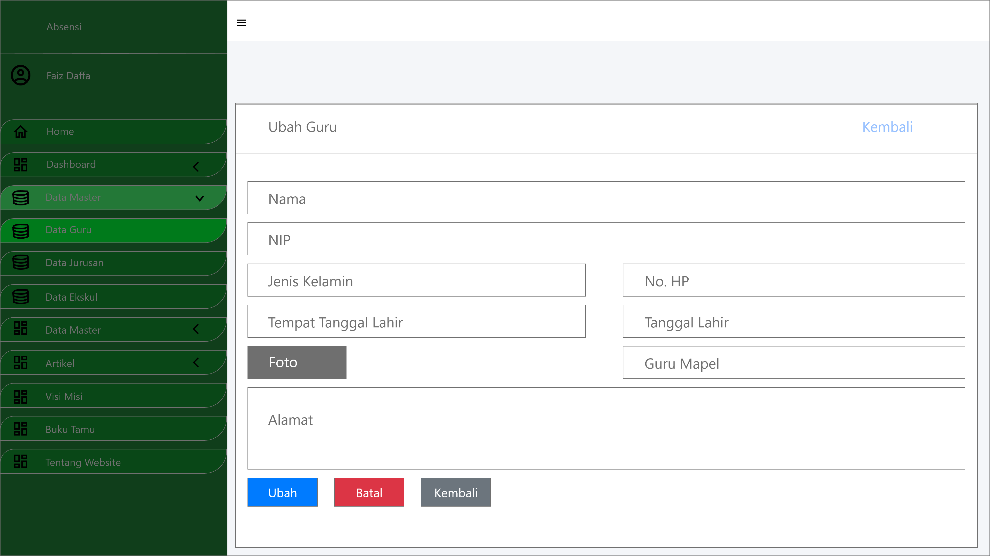 Absensi
Faiz Daffa
Home
Dashboard
Data Master
Data Guru
Data Jurusan
Data Ekskul
Data Master
Artikel
Visi Misi
Buku Tamu
Tentang Website
Ubah Guru
Kembali
Nama
NIP
Jenis Kelamin
No. HP
Tempat Tanggal Lahir
Tanggal Lahir
Foto
Guru Mapel
Alamat
Ubah
Batal
Kembali